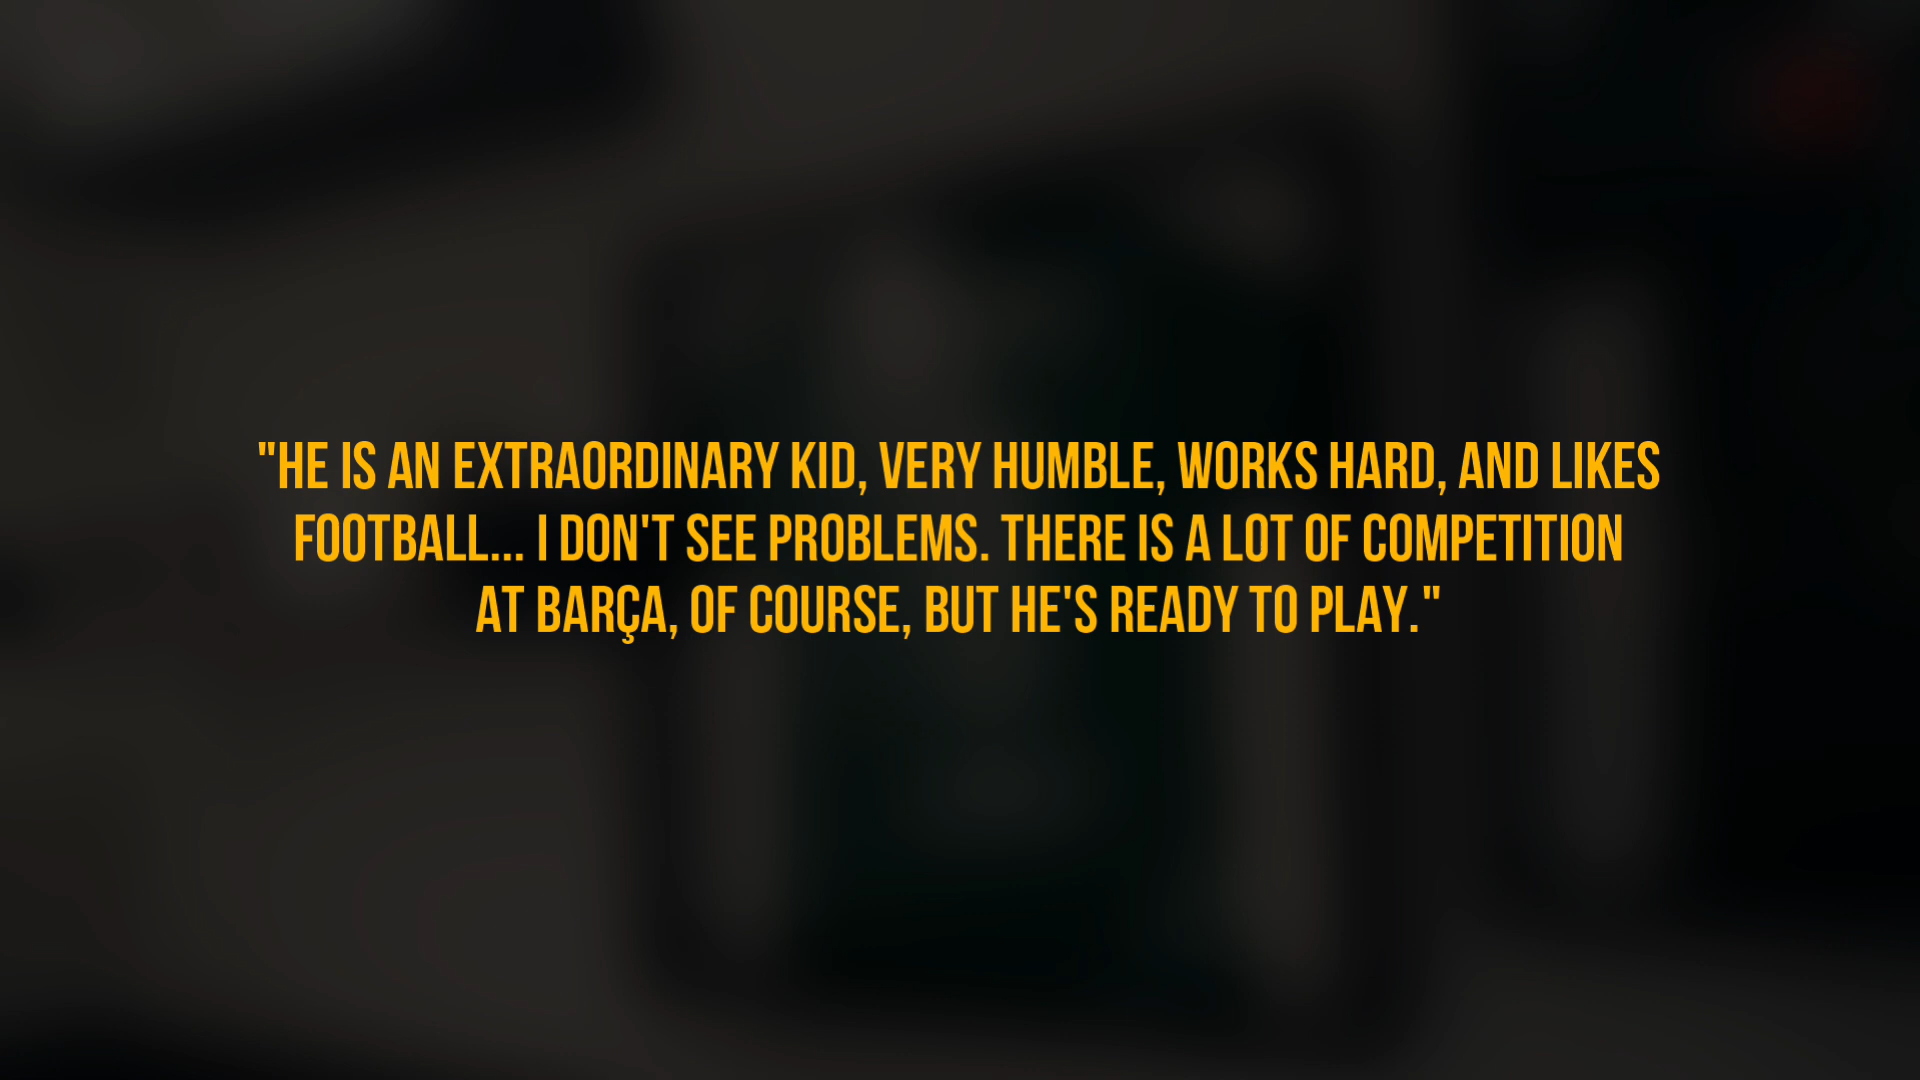 "HE IS AN EXTRAORDINARY KID, VERY HUMBLE, WORKS HARD, AND LIKES
FOOTBALL... I DON'T SEE PROBLEMS. THERE IS A LOT OF COMPETITION
AT BARÇA, OF COURSE, BUT HE'S READY TO PLAY."